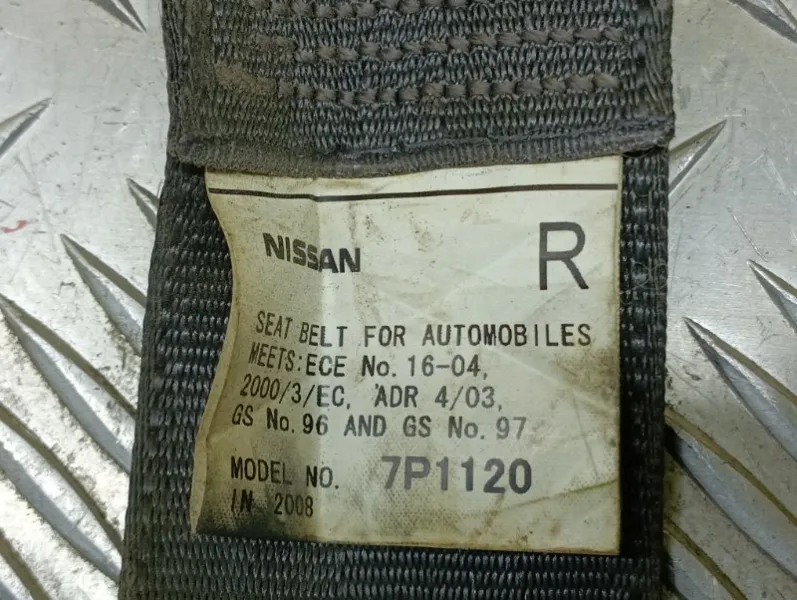 NISSAN R
SEAT BELT FOR AUTOMOBILES
MEETS: ECE No. 16-04,
2000/3/EC, ADR 4/03,
GS No. 96 AND GS No. 97
MODEL NO. 7P1120
IN 2008